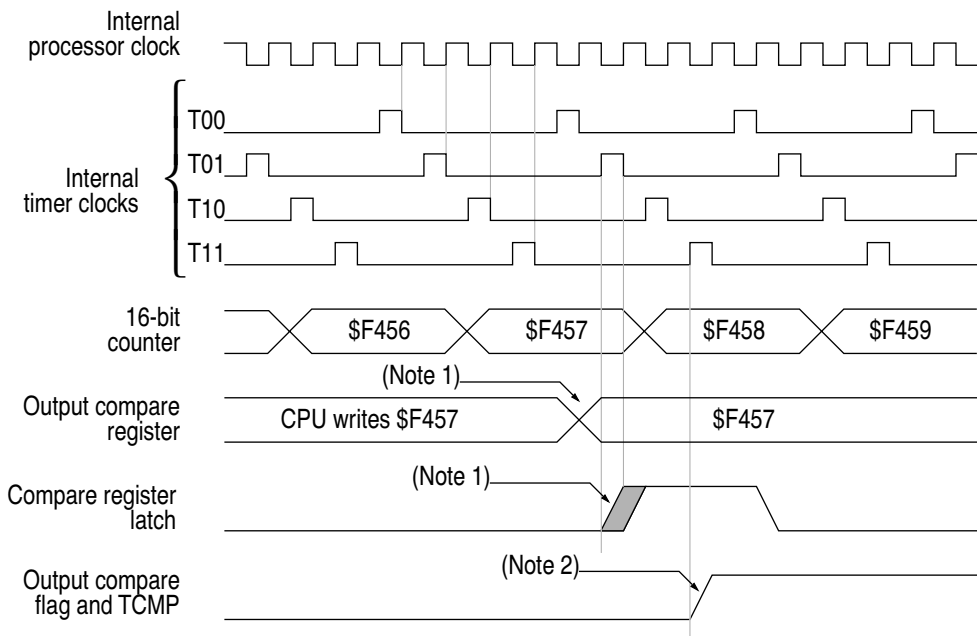 Internal
processor clock
T00
T01
Internal
timer clocks
T10
T11
16-bit
counter
$F456
$F457
$F458
$F459
(Note 1)
Output compare
register
CPU writes $F457
$F457
(Note 1)
Compare register
latch
(Note 2)
Output compare
flag and TCMP